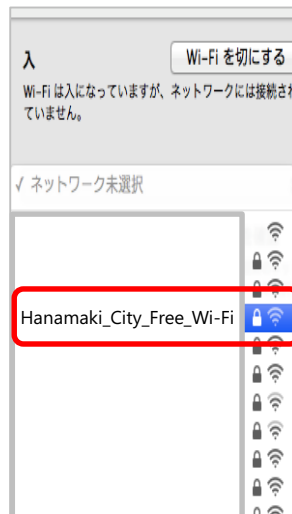 入
Wi-Fi を切にする
Wi-Fi は入になっていますが、ネットワークには接続され
ていません。
✓ ネットワーク未選択
Hanamaki_City_Free_Wi-Fi